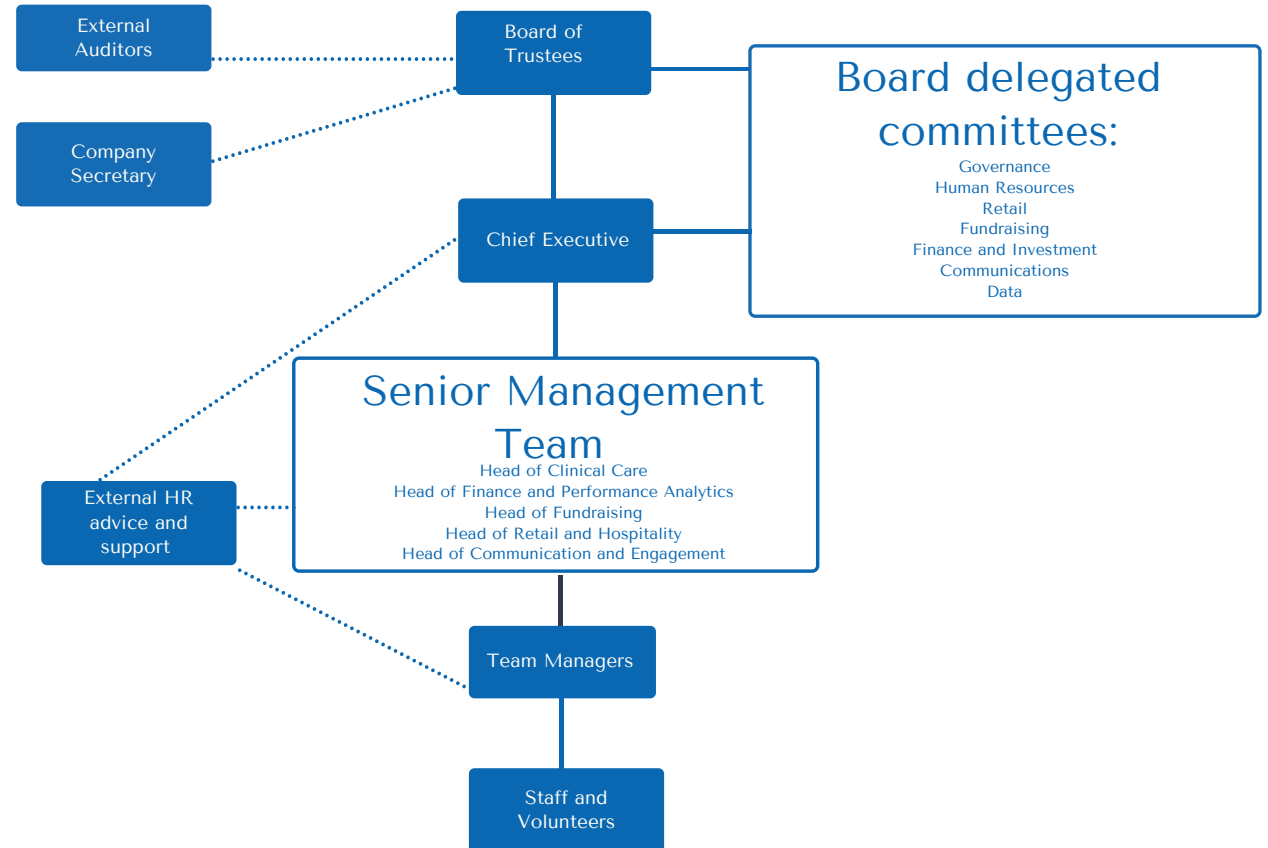 External
Auditors
Board of
Trustees
Board delegated
committees:
Governance
Human Resources
Retail
Fundraising
Finance and Investment
Communications
Data
Company
Secretary
Chief Executive
Senior Management
Team
Head of Clinical Care
Head of Finance and Performance Analytics
Head of Fundraising
Head of Retail and Hospitality
Head of Communication and Engagement
External HR
advice and
support
Team Managers
Staff and
Volunteers